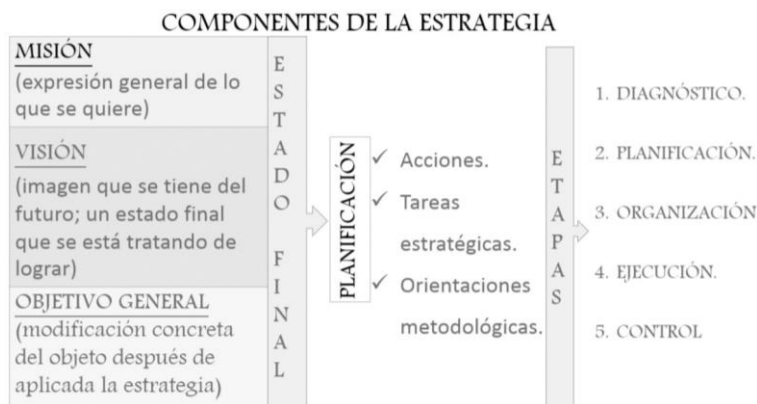 COMPONENTES DE LA ESTRATEGIA
MISIÓN
(expresión general de lo
que se quiere)
VISIÓN
(imagen que se tiene del
futuro; un estado final
que se está tratando de
lograr)
OBJETIVO GENERAL
(modificación concreta
del objeto después de
aplicada la estrategia)
ESTADO FINAL
PLANIFICACIÓN
✓ Acciones.
✓ Tareas
estratégicas.
✓ Orientaciones
metodológicas.
ETAPAS
1. DIAGNÓSTICO.
2. PLANIFICACIÓN.
3. ORGANIZACIÓN
4. EJECUCIÓN.
5. CONTROL